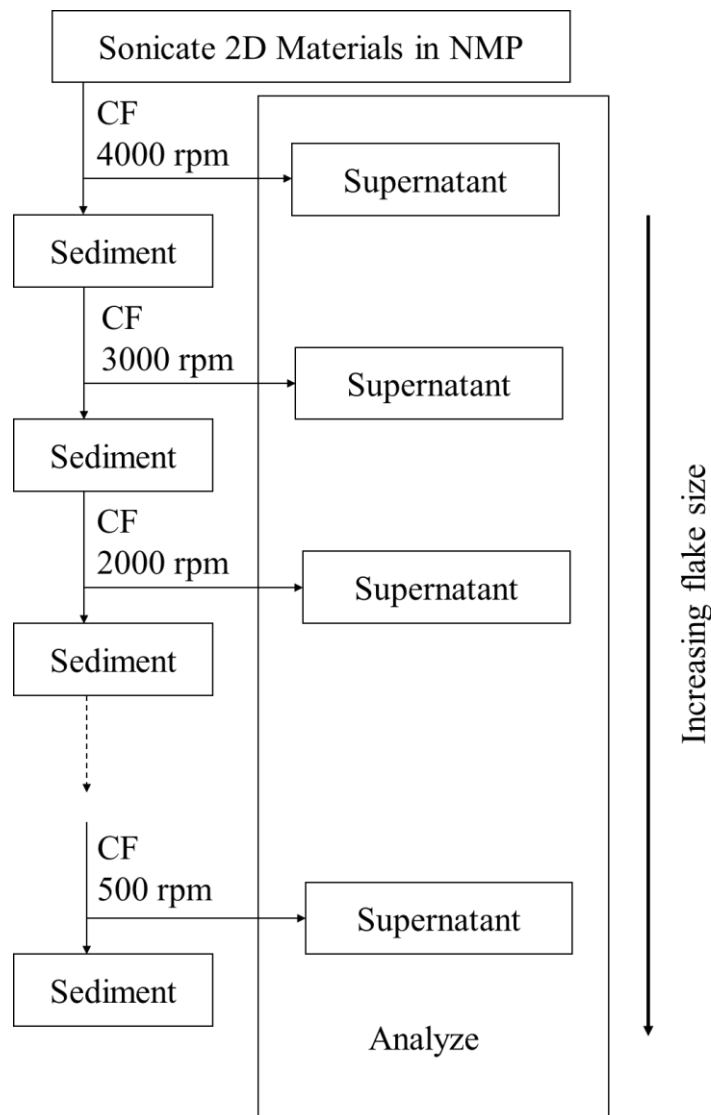 Sonicate 2D Materials in NMP
CF
4000 rpm
Supernatant
Sediment
CF
3000 rpm
Supernatant
Sediment
CF
2000 rpm
Supernatant
Sediment
CF
500 rpm
Supernatant
Sediment
Analyze
Increasing flake size